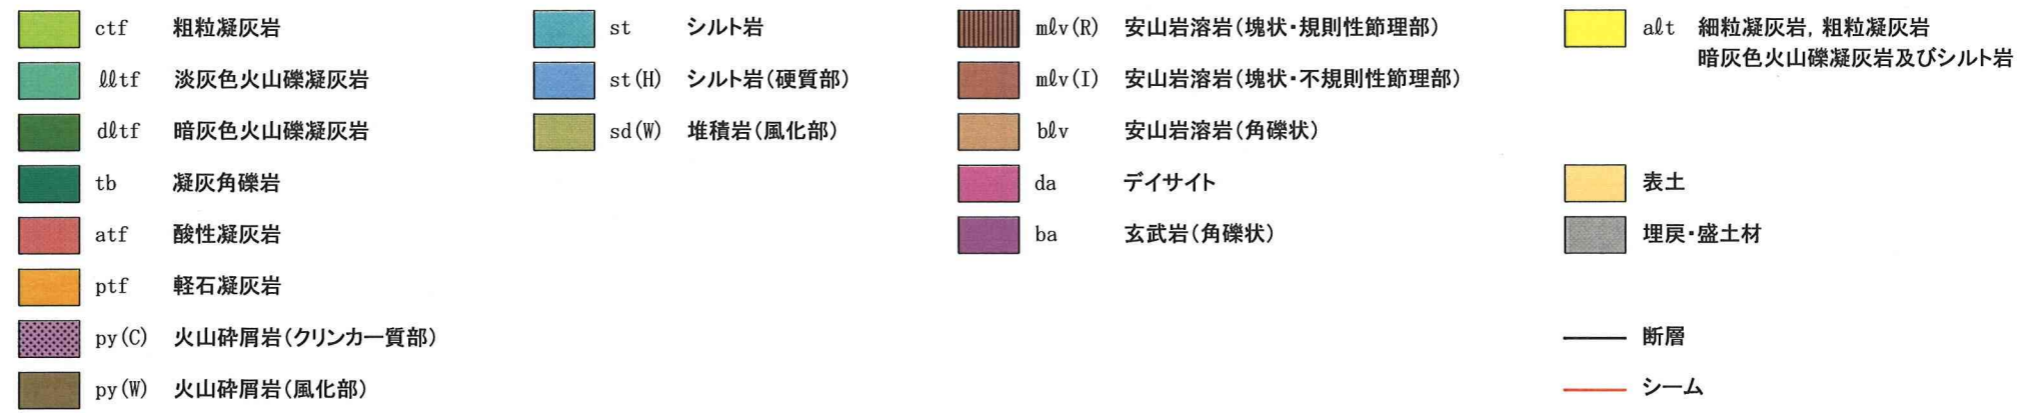 ctf 粗粒凝灰岩
ℓℓtf 淡灰色火山礫凝灰岩
dℓtf 暗灰色火山礫凝灰岩
tb 凝灰角礫岩
atf 酸性凝灰岩
ptf 軽石凝灰岩
py(C) 火山砕屑岩(クリンカー質部)
py(W) 火山砕屑岩(風化部)
st シルト岩
st(H) シルト岩(硬質部)
sd(W) 堆積岩(風化部)
mℓv(R) 安山岩溶岩(塊状・規則性節理部)
mℓv(I) 安山岩溶岩(塊状・不規則性節理部)
bℓv 安山岩溶岩(角礫状)
da デイサイト
ba 玄武岩(角礫状)
aℓt 細粒凝灰岩, 粗粒凝灰岩
暗灰色火山礫凝灰岩及びシルト岩
表土
埋戻・盛土材
断層
シーム